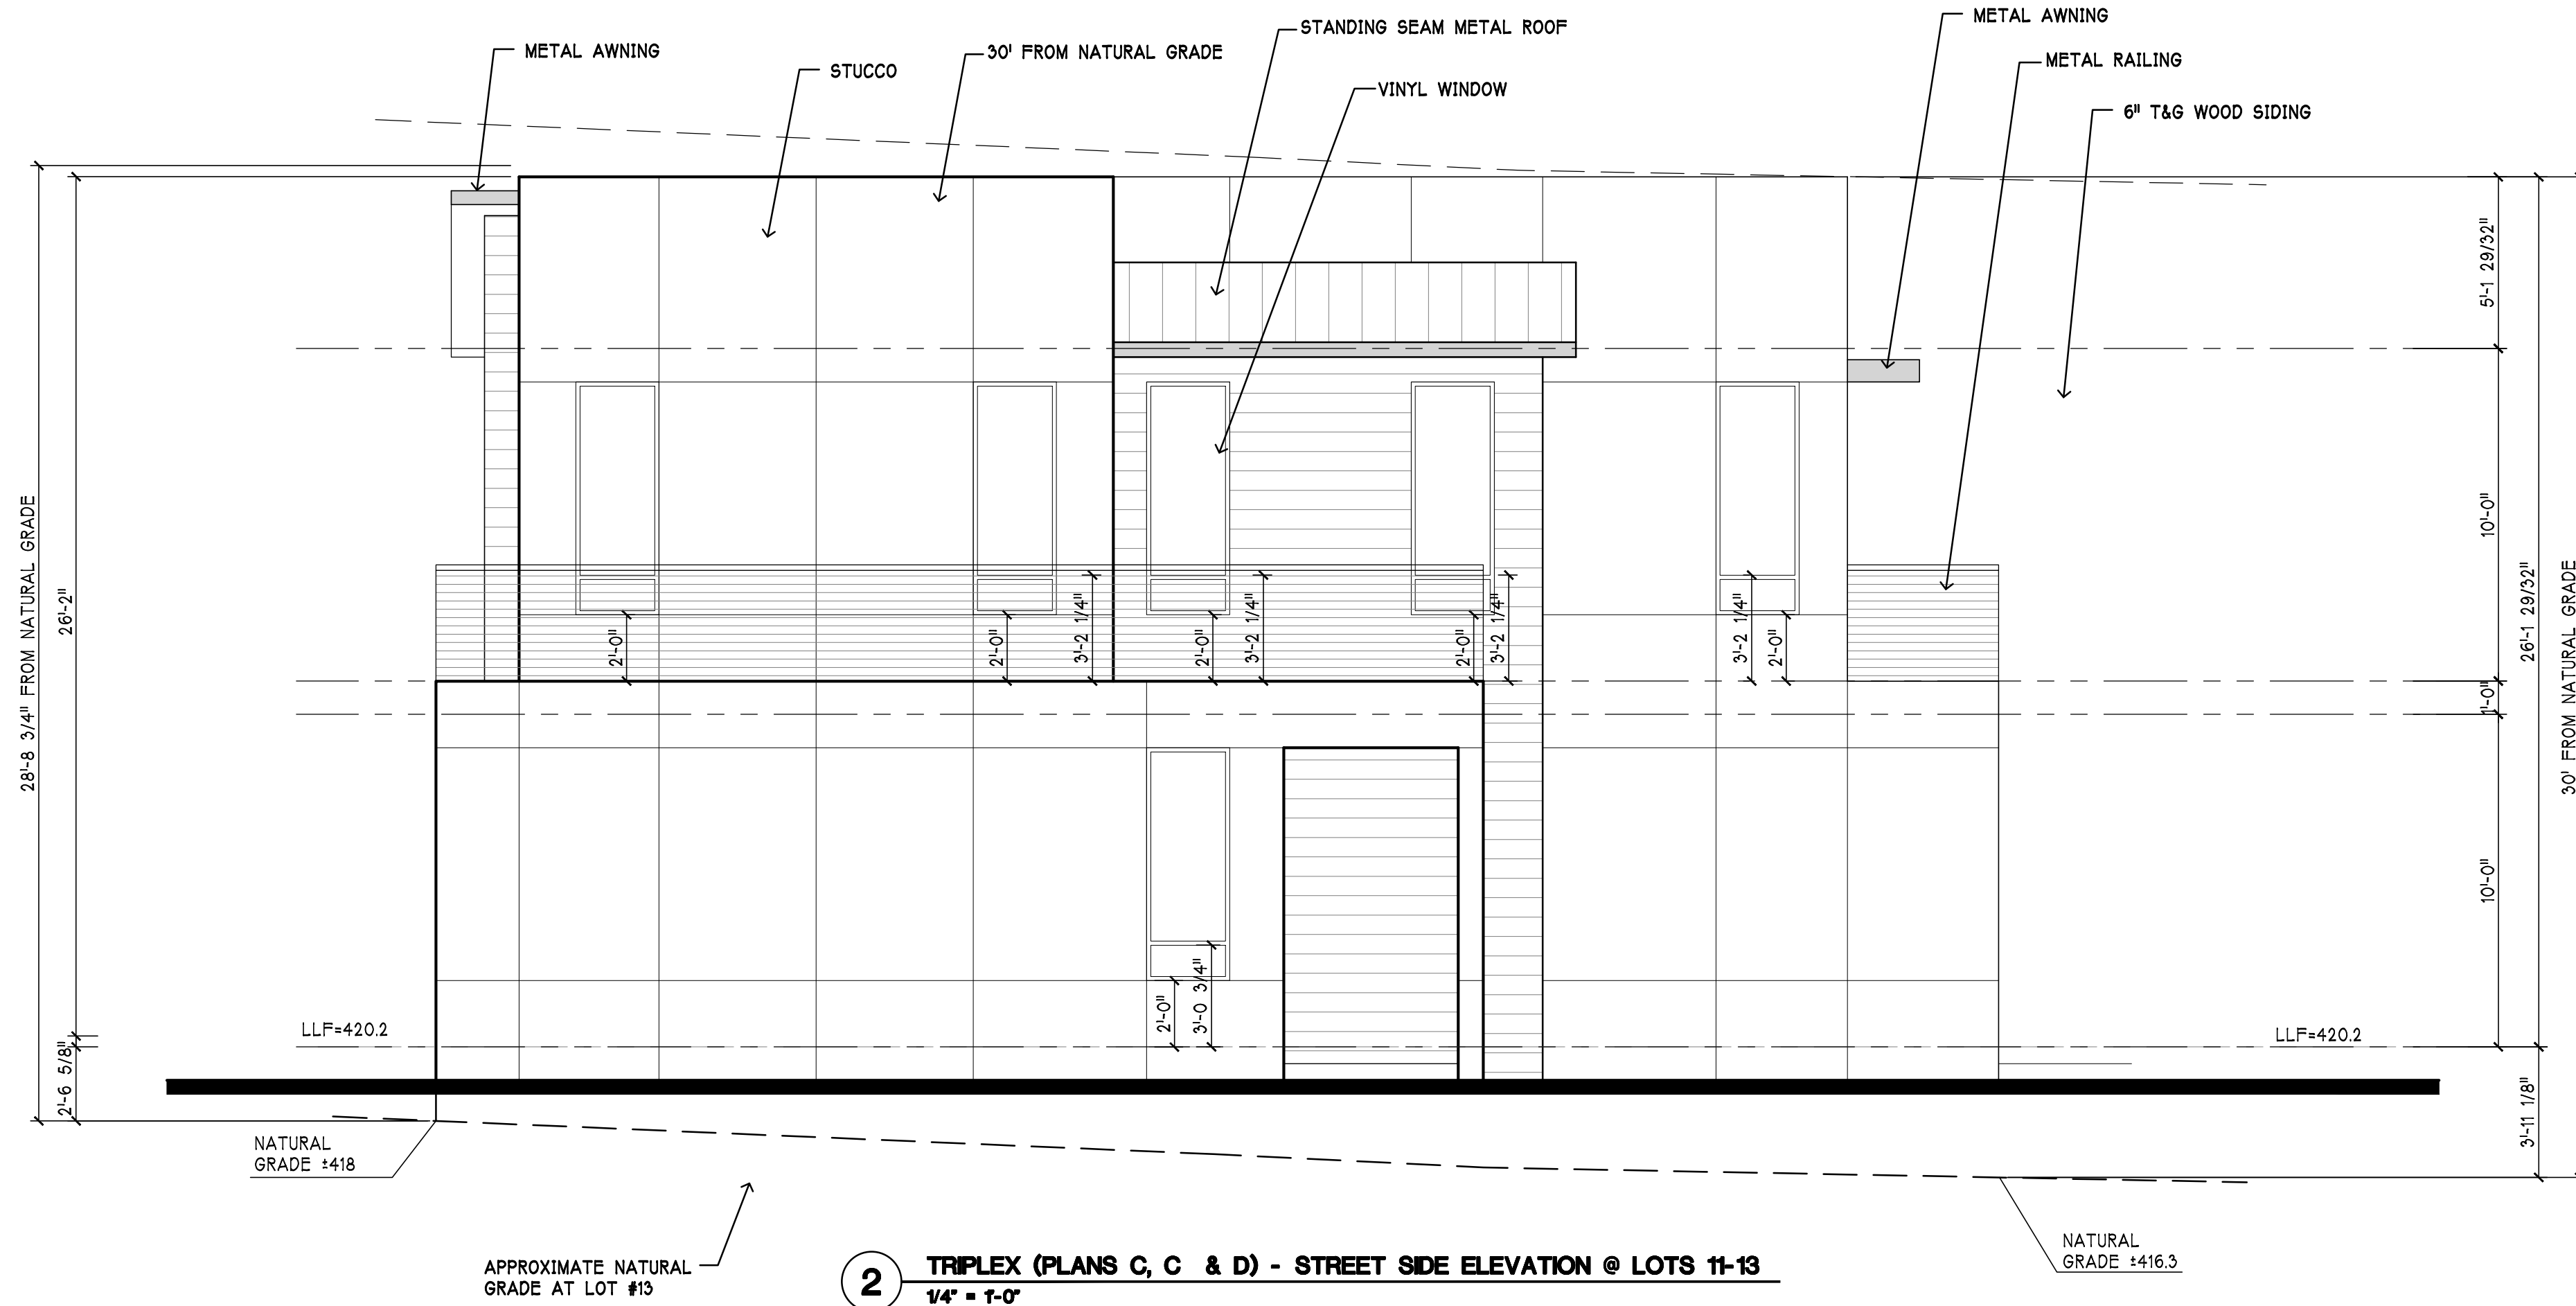 METAL AWNING
STANDING SEAM METAL ROOF
METAL AWNING
30' FROM NATURAL GRADE
METAL RAILING
STUCCO
VINYL WINDOW
6" T&G WOOD SIDING
28'-8 3/4" FROM NATURAL GRADE
26'-2"
2'-6 5/8"
5'-1 29/32"
10'-0"
1'-0"
10'-0"
26'-1 29/32"
3'-11 1/8"
30' FROM NATURAL GRADE
2'-0"
2'-0"
3'-2 1/4"
2'-0"
3'-2 1/4"
2'-0"
3'-2 1/4"
3'-2 1/4"
2'-0"
2'-0"
3'-0 3/4"
LLF=420.2
LLF=420.2
NATURAL
GRADE ±418
NATURAL
GRADE ±416.3
APPROXIMATE NATURAL
GRADE AT LOT #13
2
TRIPLEX (PLANS C, C & D) - STREET SIDE ELEVATION @ LOTS 11-13
1/4" = 1'-0"